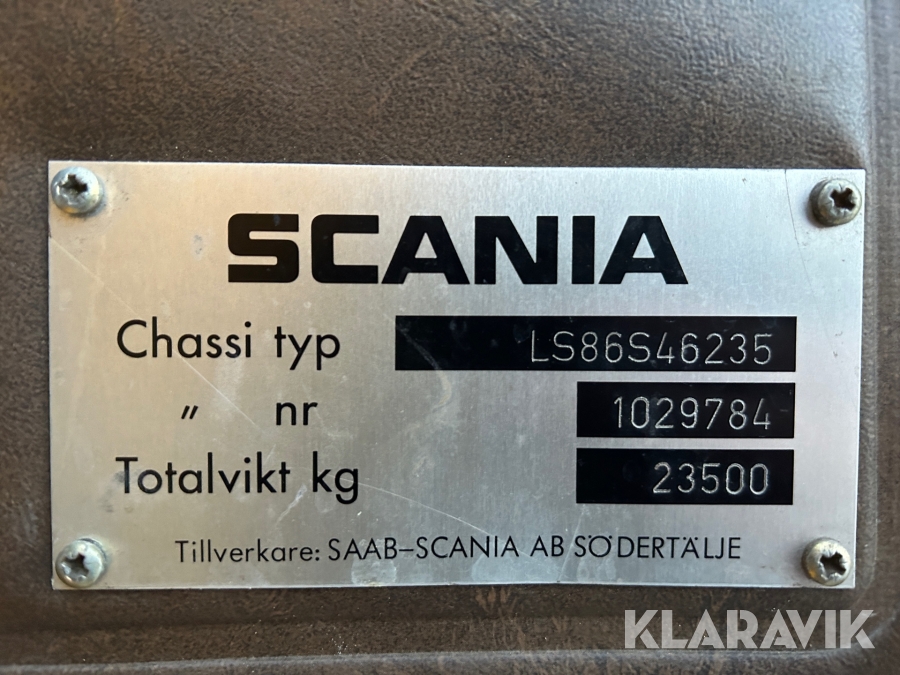 SCANIA
Chassi typ LS86S46235
" nr 1029784
Totalvikt kg 23500
Tillverkare: SAAB-SCANIA AB SÖDERTÄLJE
KLARAVIK